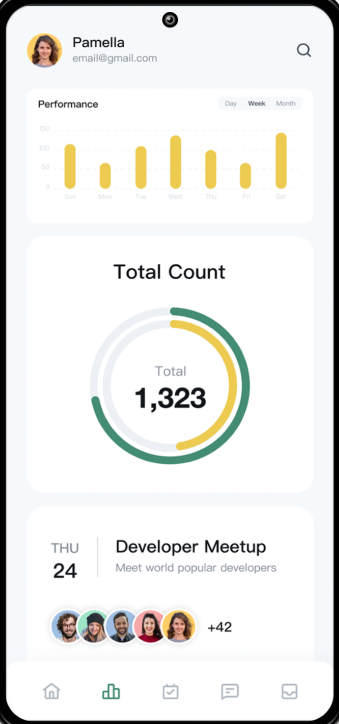 Pamella
email@gmail.com
Performance
Day Week Month
150
100
50
0
Sun Mon Tue Wed Thu Fri Sat
Total Count
Total
1,323
THU
24
Developer Meetup
Meet world popular developers
+42